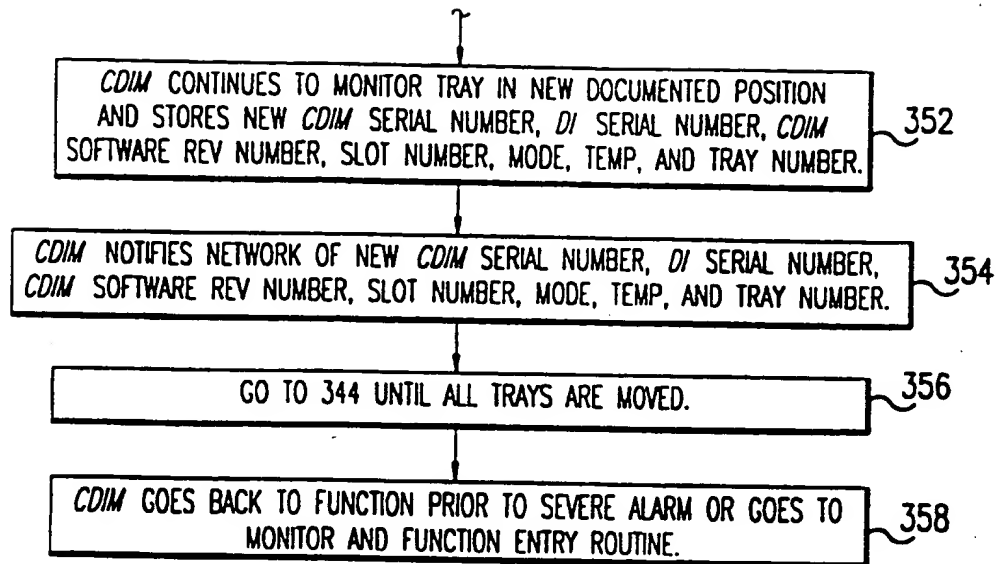 CDIM CONTINUES TO MONITOR TRAY IN NEW DOCUMENTED POSITION
AND STORES NEW CDIM SERIAL NUMBER, DI SERIAL NUMBER, CDIM
SOFTWARE REV NUMBER, SLOT NUMBER, MODE, TEMP, AND TRAY NUMBER.
352
CDIM NOTIFIES NETWORK OF NEW CDIM SERIAL NUMBER, DI SERIAL NUMBER,
CDIM SOFTWARE REV NUMBER, SLOT NUMBER, MODE, TEMP, AND TRAY NUMBER.
354
GO TO 344 UNTIL ALL TRAYS ARE MOVED.
356
CDIM GOES BACK TO FUNCTION PRIOR TO SEVERE ALARM OR GOES TO
MONITOR AND FUNCTION ENTRY ROUTINE.
358